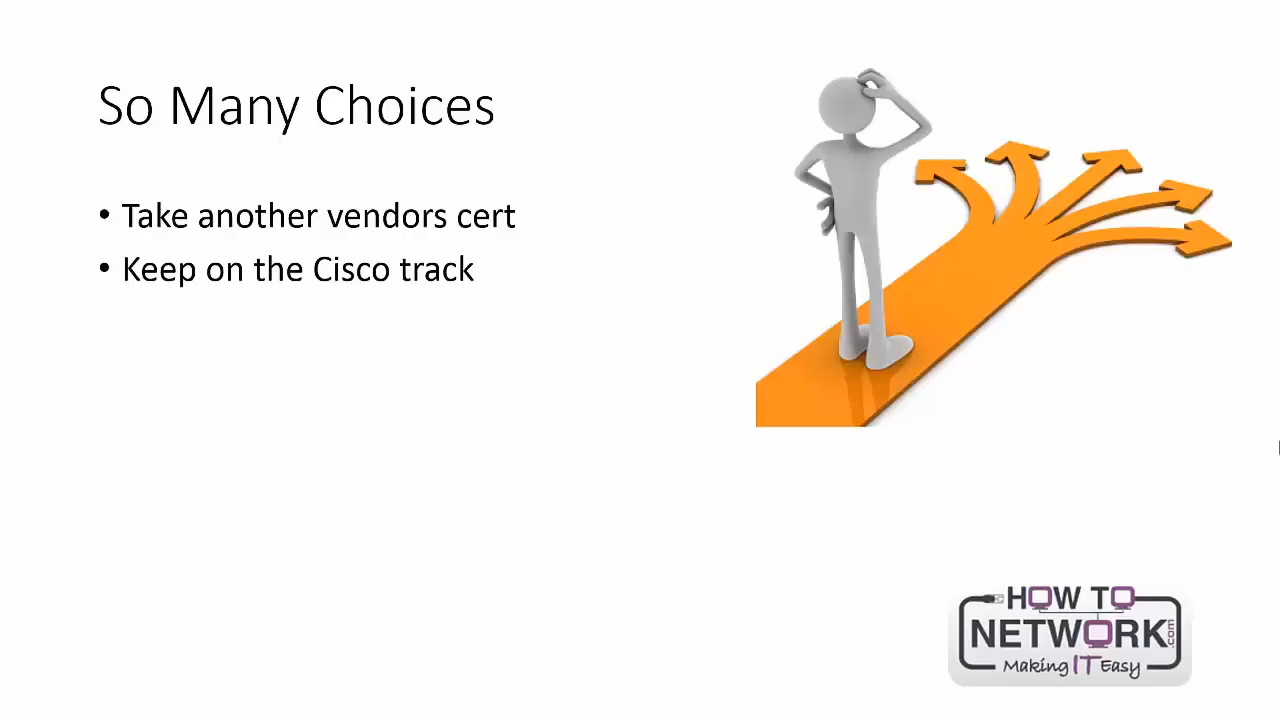 So Many Choices
• Take another vendors cert
• Keep on the Cisco track
HOW TO
NETWORK.com
Making IT Easy